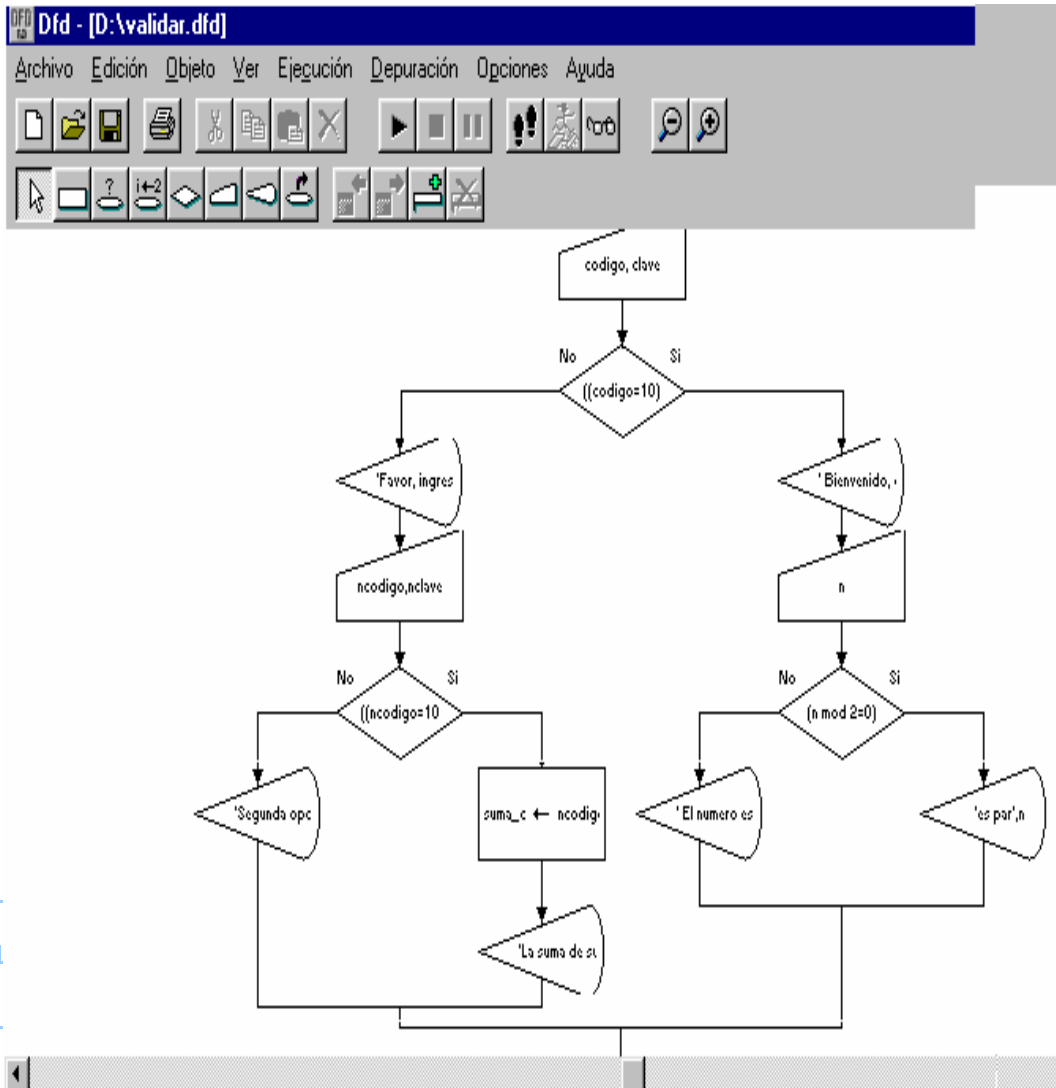 Dfd - [D:\validar.dfd]
Archivo Edición Objeto Ver Ejecución Depuración Opciones Ayuda
? i←2
codigo, clave
No Si
((codigo=10)
'Favor, ingres
' Bienvenido,
ncodigo,nclave
n
No Si
No Si
((ncodigo=10
(n mod 2=0)
'Segunda opc
suma_c ← ncodig
' El numero es
'es par',n
'La suma de su